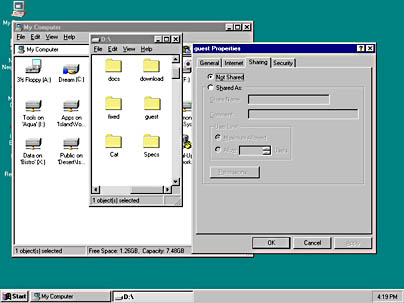 My Computer
File Edit View Help
My Computer
3½ Floppy (A:)
Dream (C:)
Tools on
'Aqua' (I:)
Apps on
'Island\Vo...
Data on
'Bistro' (X:)
Public on
'Desert\Is...
1 object(s) selected
Free Space: 1.26GB, Capacity: 7.48GB
D:\
File Edit View Help
docs
download
fixed
guest
Cat
Specs
1 object(s) selected
guest Properties
General Internet Sharing Security
Not Shared
Shared As:
Share Name:
Comment:
User Limit
Maximum Allowed
Allow
Users
Permissions...
OK Cancel Apply
Start My Computer D:\ 4:19 PM